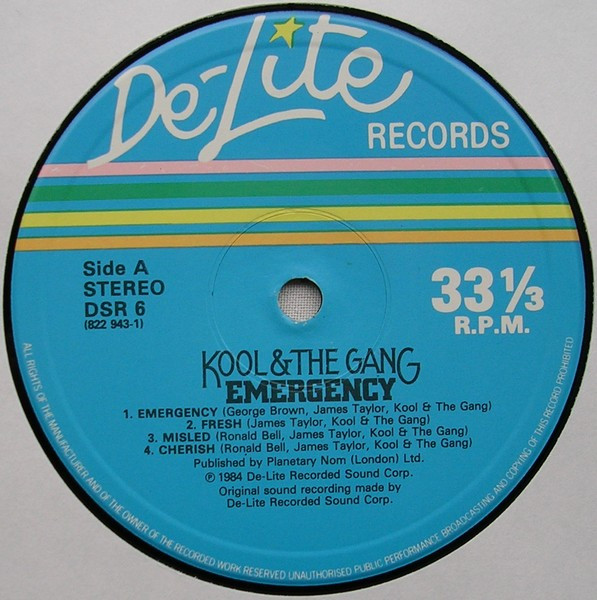 De-Lite
RECORDS
Side A
STEREO
DSR 6
(822 943-1)
33 1/3
R.P.M.
KOOL & THE GANG
EMERGENCY
1. EMERGENCY (George Brown, James Taylor, Kool & The Gang)
2. FRESH (James Taylor, Kool & The Gang)
3. MISLED (Ronald Bell, James Taylor, Kool & The Gang)
4. CHERISH (Ronald Bell, James Taylor, Kool & The Gang)
Published by Planetary Nom (London) Ltd.
℗ 1984 De-Lite Recorded Sound Corp.
Original sound recording made by
De-Lite Recorded Sound Corp.
ALL RIGHTS OF THE MANUFACTURER AND OF THE OWNER OF THE RECORDED WORK RESERVED UNAUTHORISED PUBLIC PERFORMANCE BROADCASTING AND COPYING OF THIS RECORD PROHIBITED